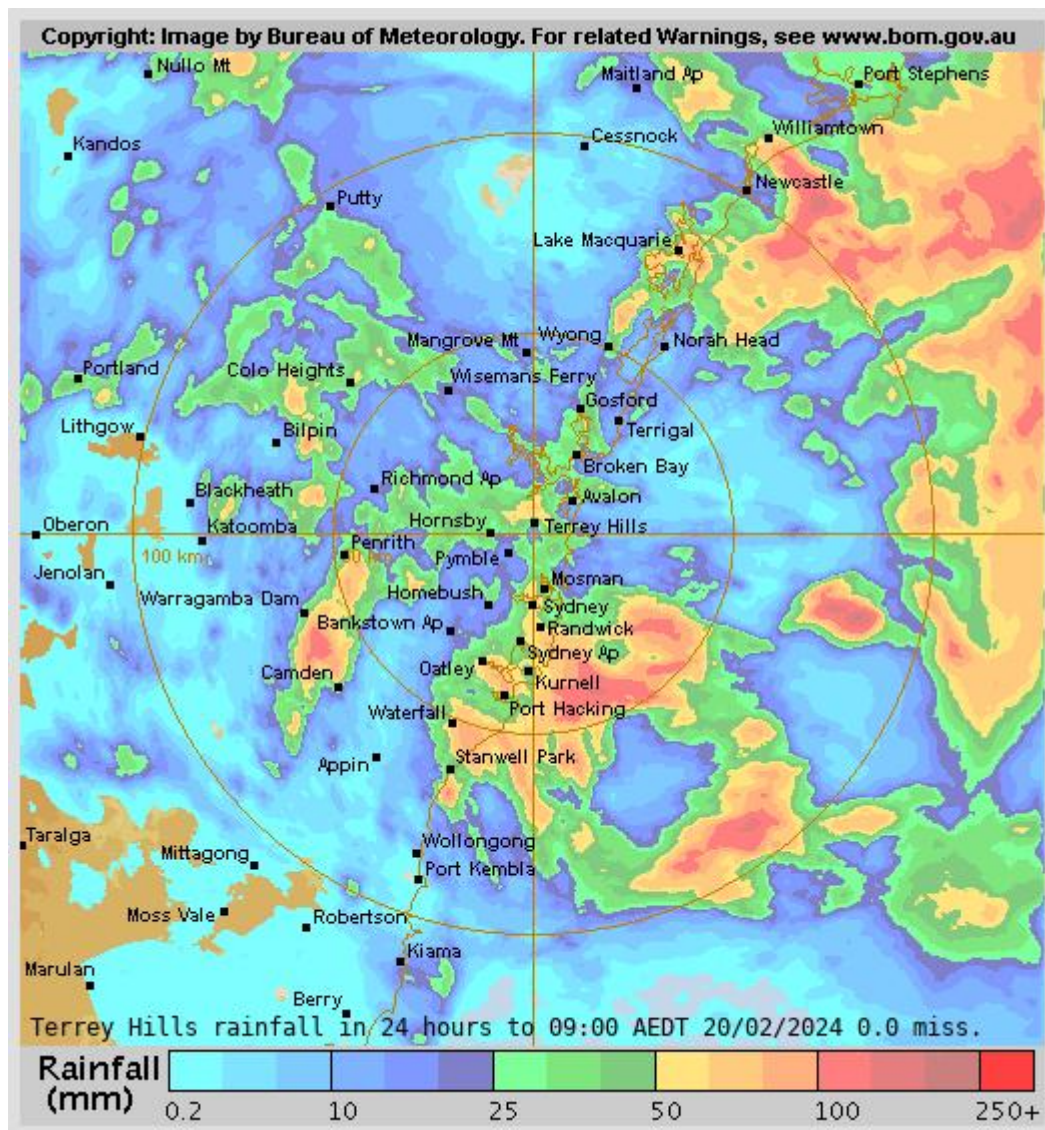 Copyright: Image by Bureau of Meteorology. For related Warnings, see www.bom.gov.au
Nullo Mt
Maitland Ap
Port Stephens
Kandos
Cessnock
Williamtown
Putty
Newcastle
Lake Macquarie
Mangrove Mt
Wyong
Norah Head
Portland
Colo Heights
Wisemans Ferry
Gosford
Lithgow
Bilpin
Terrigal
Broken Bay
Blackheath
Richmond Ap
Avalon
Oberon
Katoomba
Hornsby
Terrey Hills
100 km
Penrith
Pymble
Jenolan
Mosman
Warragamba Dam
Homebush
Sydney
Bankstown Ap
Randwick
Sydney Ap
Oatley
Camden
Kurnell
Port Hacking
Waterfall
Appin
Stanwell Park
Taralga
Mittagong
Wollongong
Port Kembla
Moss Vale
Robertson
Kiama
Marulan
Berry
Terrey Hills rainfall in 24 hours to 09:00 AEDT 20/02/2024 0.0 miss.
Rainfall
(mm)
0.2 10 25 50 100 250+